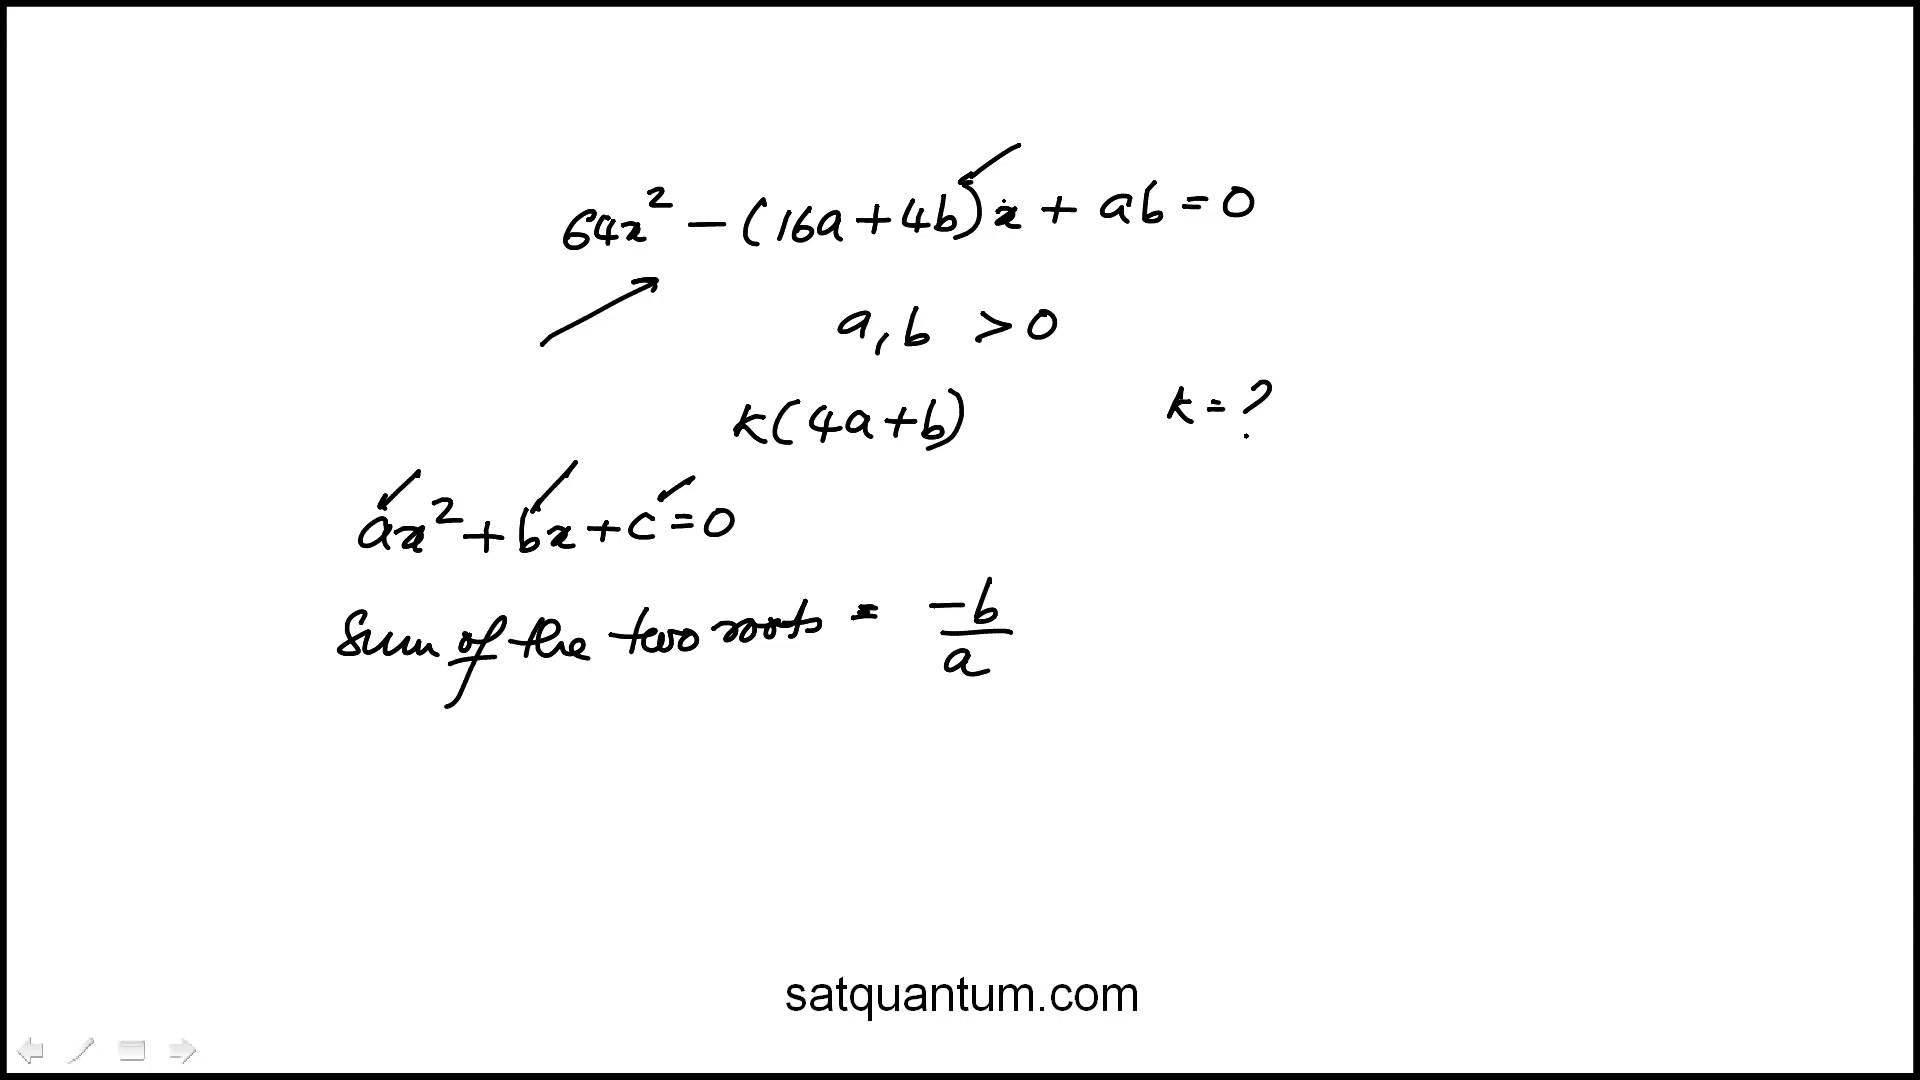 64x² - (16a + 4b)x + ab = 0
a, b > 0
k(4a + b) k = ?
ax² + bx + c = 0
Sum of the two roots = -b/a
satquantum.com